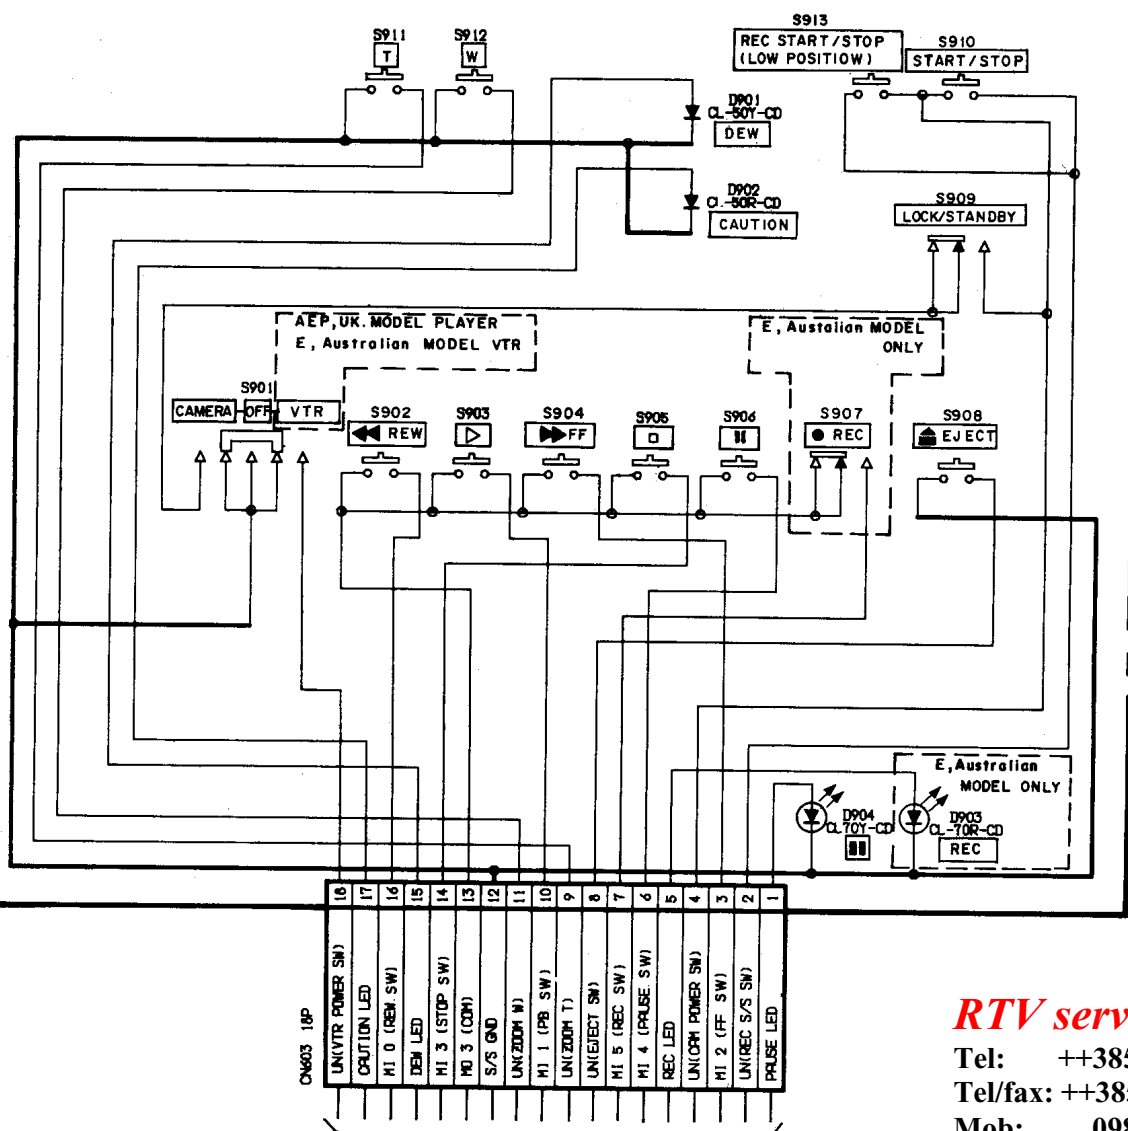 S913
REC START/STOP
(LOW POSITIOW)
S910
START/STOP
S911
T
S912
W
D901
CL-50Y-CD
DEW
D902
CL-50R-CD
CAUTION
S909
LOCK/STANDBY
AEP,UK.MODEL PLAYER
E, Australian MODEL VTR
E, Austalian MODEL
ONLY
S901
CAMERA OFF VTR
S902
REW
S903
S904
FF
S905
S906
S907
REC
S908
EJECT
E,Australian
MODEL ONLY
D904
CL70Y-CD
D903
CL-70R-CD
REC
CN603 18P
18 UN(VTR POWER SW)
17 CAUTION LED
16 MI 0 (REW.SW)
15 DEW LED
14 MI 3 (STOP SW)
13 MO 3 (COM)
12 S/S GND
11 UN(ZOOM W)
10 MI 1 (PB SW)
9 UN(ZOOM T)
8 UN(EJECT SW)
7 MI 5 (REC SW)
6 MI 4 (PAUSE.SW)
5 REC LED
4 UN(CAM POWER SW)
3 MI 2 (FF SW)
2 UN(REC S/S SW)
1 PAUSE LED
RTV serv
Tel: ++385
Tel/fax: ++385
Mob: 098